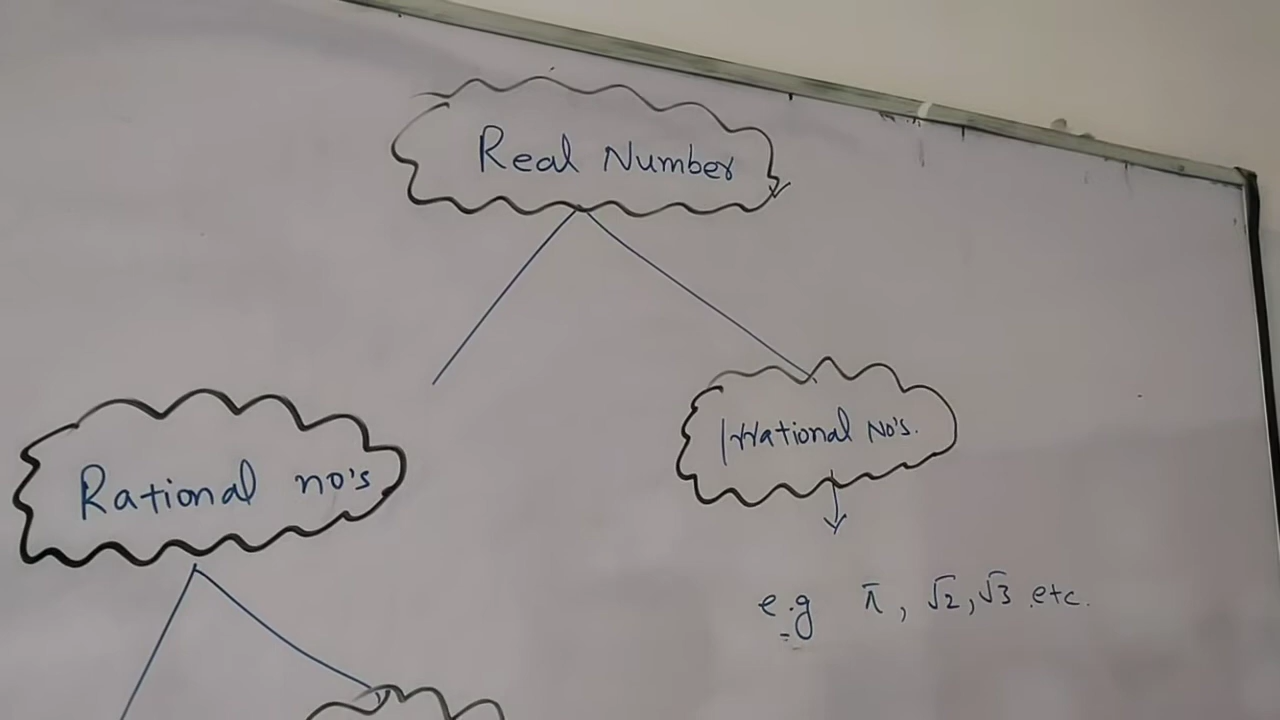 Real Number
Irrational No's.
Rational no's
e.g π, √2, √3 etc.